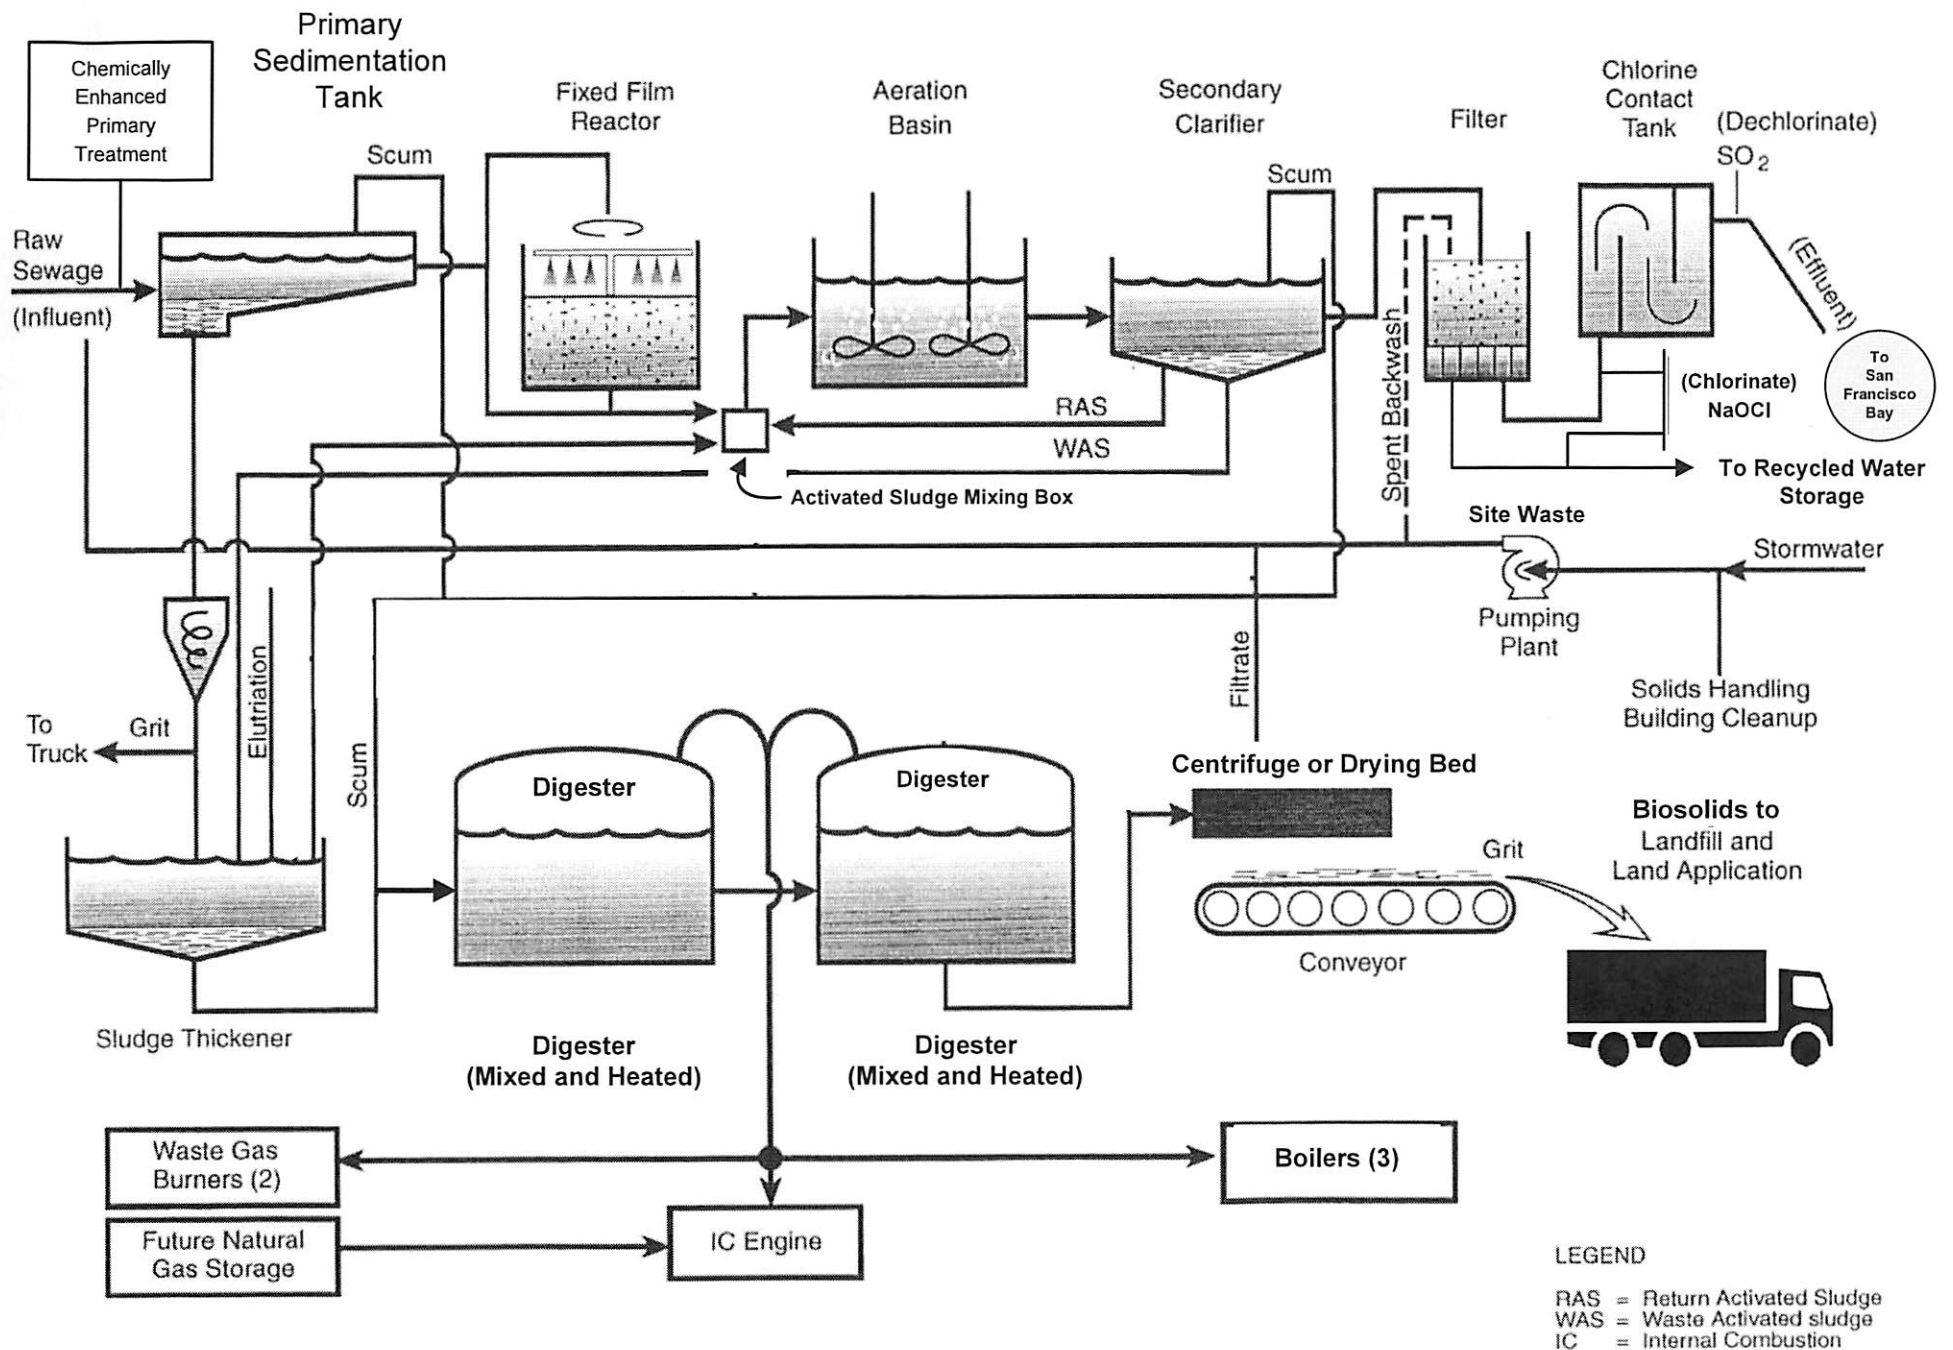 Primary
Sedimentation
Tank
Chemically
Enhanced
Primary
Treatment
Scum
Fixed Film
Reactor
Aeration
Basin
Secondary
Clarifier
Scum
Filter
Chlorine
Contact
Tank
(Dechlorinate)
SO2
Raw
Sewage
(Influent)
(Effluent)
To
San
Francisco
Bay
(Chlorinate)
NaOCl
RAS
WAS
Spent Backwash
Activated Sludge Mixing Box
To Recycled Water
Storage
Site Waste
Stormwater
Pumping
Plant
Solids Handling
Building Cleanup
Elutriation
To
Truck
Grit
Scum
Filtrate
Digester
Digester
Centrifuge or Drying Bed
Grit
Biosolids to
Landfill and
Land Application
Conveyor
Sludge Thickener
Digester
(Mixed and Heated)
Digester
(Mixed and Heated)
Waste Gas
Burners (2)
Boilers (3)
Future Natural
Gas Storage
IC Engine
LEGEND
RAS = Return Activated Sludge
WAS = Waste Activated sludge
IC = Internal Combustion